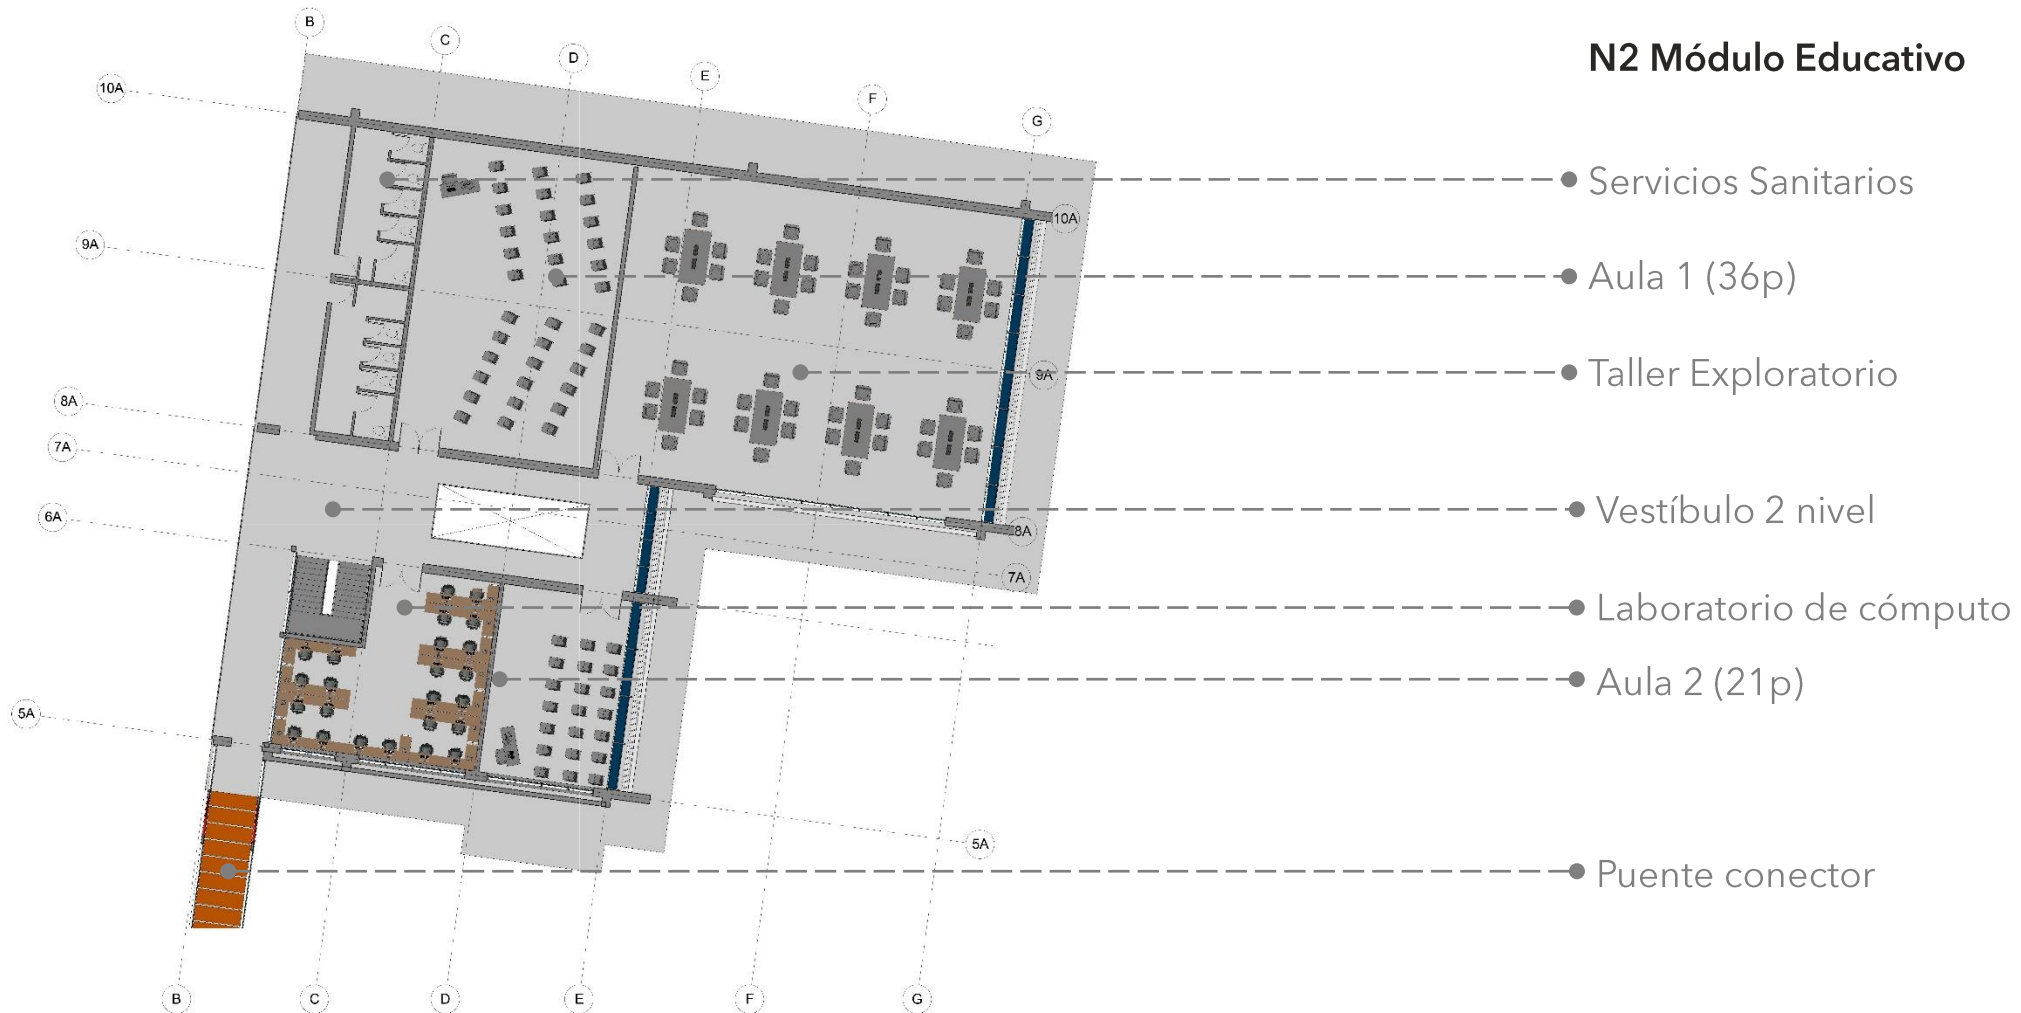 N2 Módulo Educativo
B
C
D
E
F
G
10A
10A
9A
9A
8A
8A
7A
7A
6A
5A
5A
B
C
D
E
F
G
Servicios Sanitarios
Aula 1 (36p)
Taller Exploratorio
Vestíbulo 2 nivel
Laboratorio de cómputo
Aula 2 (21p)
Puente conector